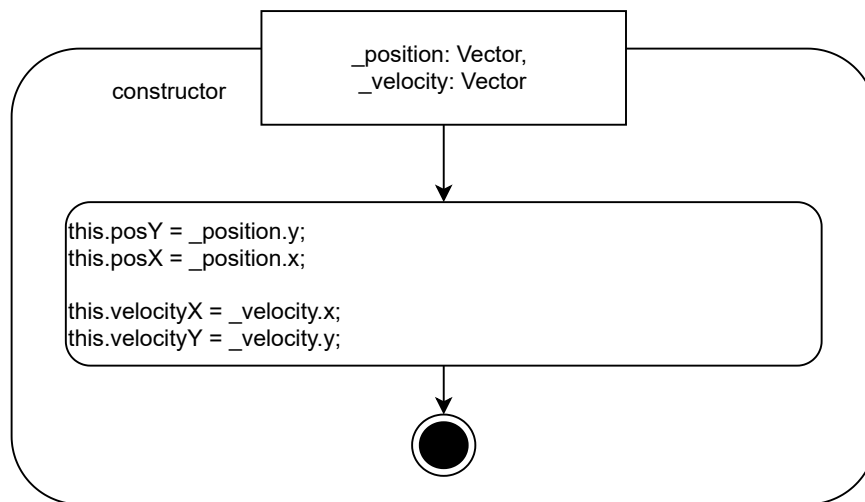 _position: Vector,
_velocity: Vector
constructor
this.posY = _position.y;
this.posX = _position.x;
this.velocityX = _velocity.x;
this.velocityY = _velocity.y;